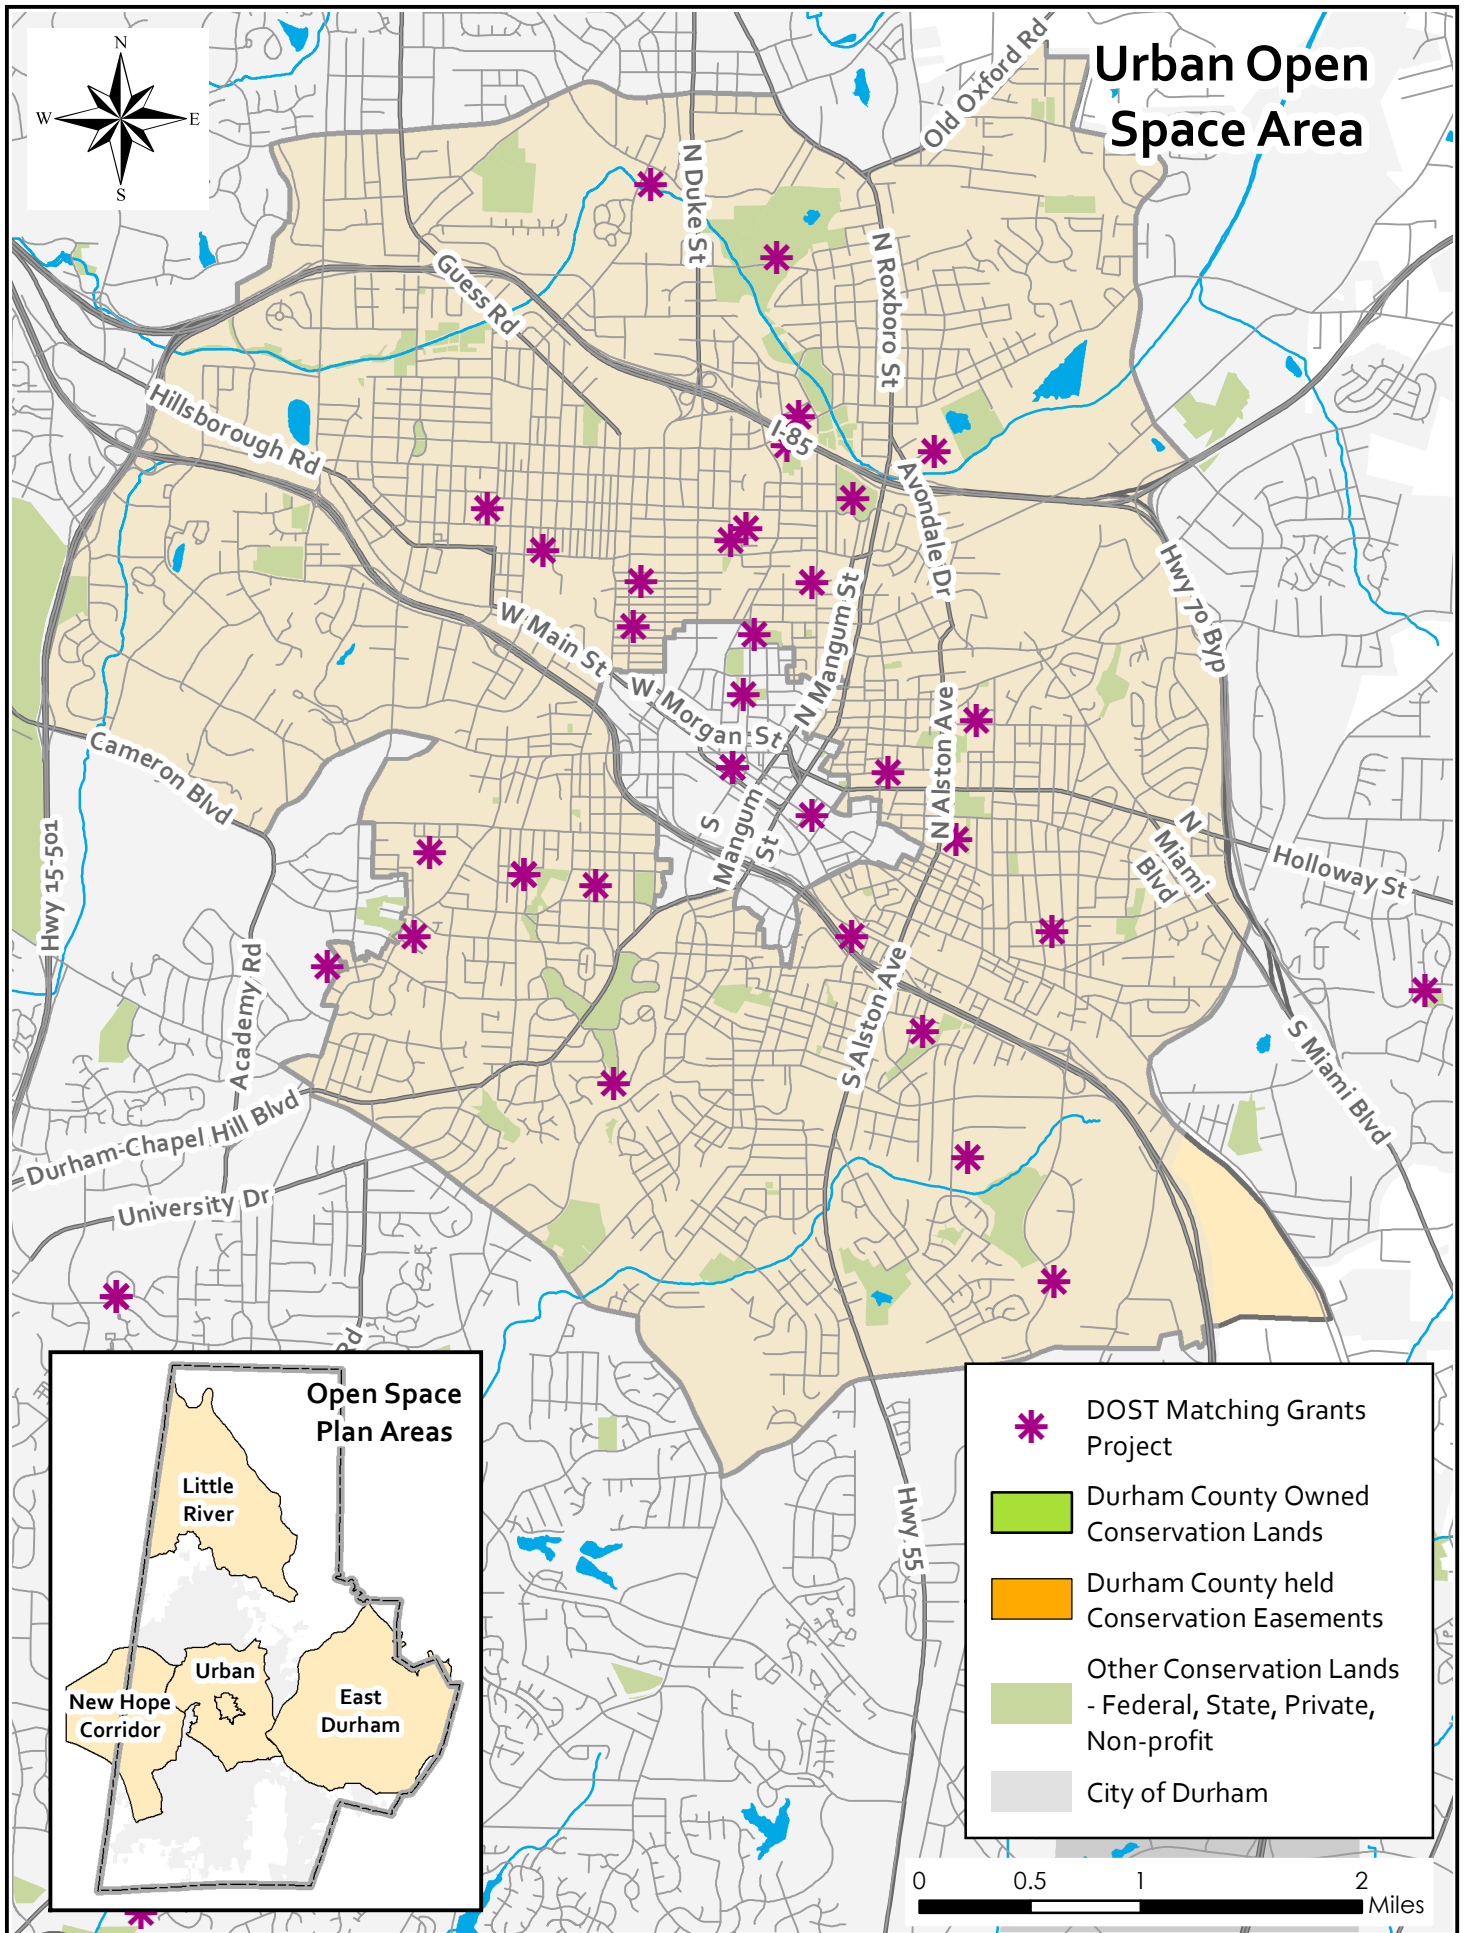 Urban Open
Space Area
N
W
E
S
Old Oxford Rd
N Duke St
N Roxboro St
Guess Rd
Hillsborough Rd
I-85
Avondale Dr
Hwy 70 Byp
W Main St
N Mangum St
W Morgan St
N Alston Ave
Cameron Blvd
Hwy 15-501
S
Mangum
St
N
Miami
Blvd
Holloway St
Academy Rd
S Alston Ave
S Miami Blvd
Durham-Chapel Hill Blvd
University Dr
Rd
Hwy 55
Open Space
Plan Areas
Little
River
Urban
New Hope
Corridor
East
Durham
DOST Matching Grants
Project
Durham County Owned
Conservation Lands
Durham County held
Conservation Easements
Other Conservation Lands
- Federal, State, Private,
Non-profit
City of Durham
0 0.5 1 2
Miles